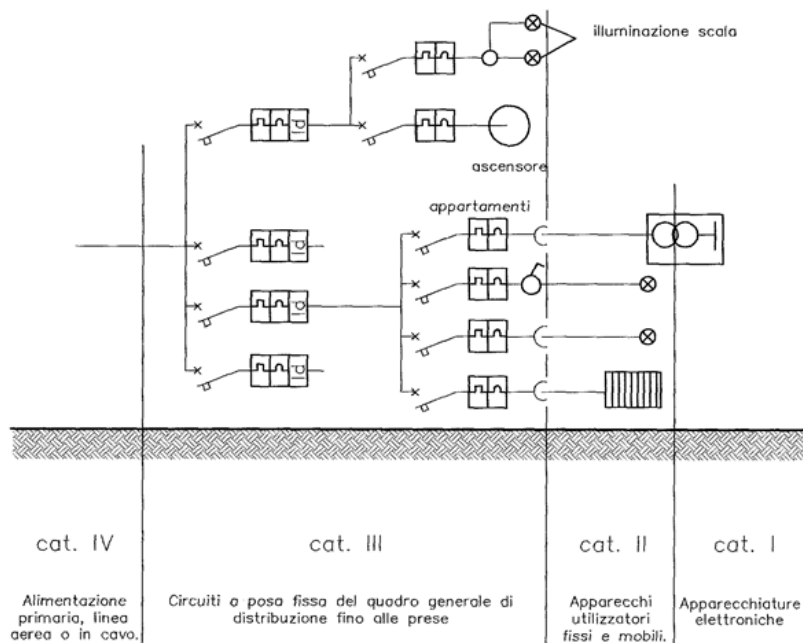 illuminazione scala
ascensore
appartamenti
Id
Id
Id
Id
cat. IV
cat. III
cat. II
cat. I
Alimentazione
primaria, linea
aerea o in cavo.
Circuiti a posa fissa del quadro generale di
distribuzione fino alle prese
Apparecchi
utilizzatori
fissi e mobili.
Apparecchiature
elettroniche